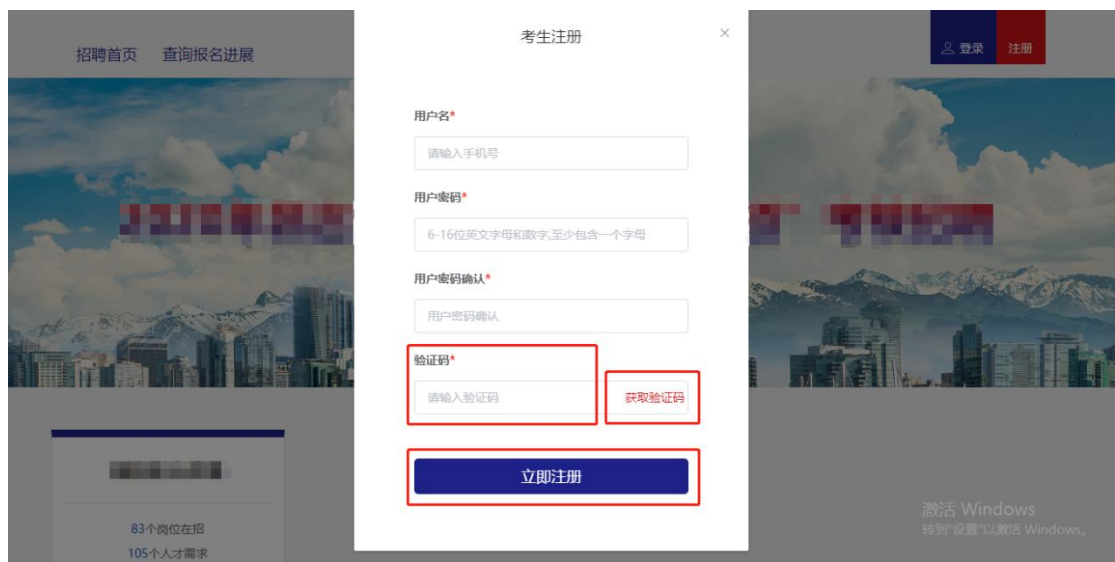 招聘首页 查询报名进展
登录 注册
考生注册
用户名*
请输入手机号
用户密码*
6-16位英文字母和数字,至少包含一个字母
用户密码确认*
用户密码确认
验证码*
请输入验证码 获取验证码
立即注册
83个岗位在招
105个人才需求
激活 Windows
转到"设置"以激活 Windows。